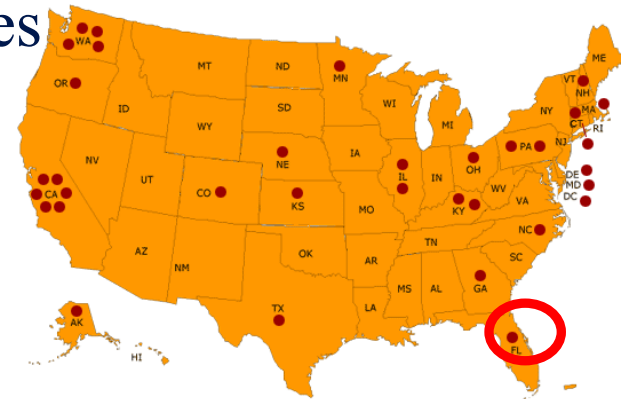 es
WA
MT
ND
MN
ME
VT
NH
OR
ID
SD
WI
NY
MA
CT
RI
WY
MI
NV
NE
IA
PA
NJ
UT
CO
IL
IN
OH
DE
MD
DC
CA
KS
MO
WV
VA
KY
AZ
NM
OK
AR
TN
NC
SC
TX
LA
MS
AL
GA
AK
HI
FL